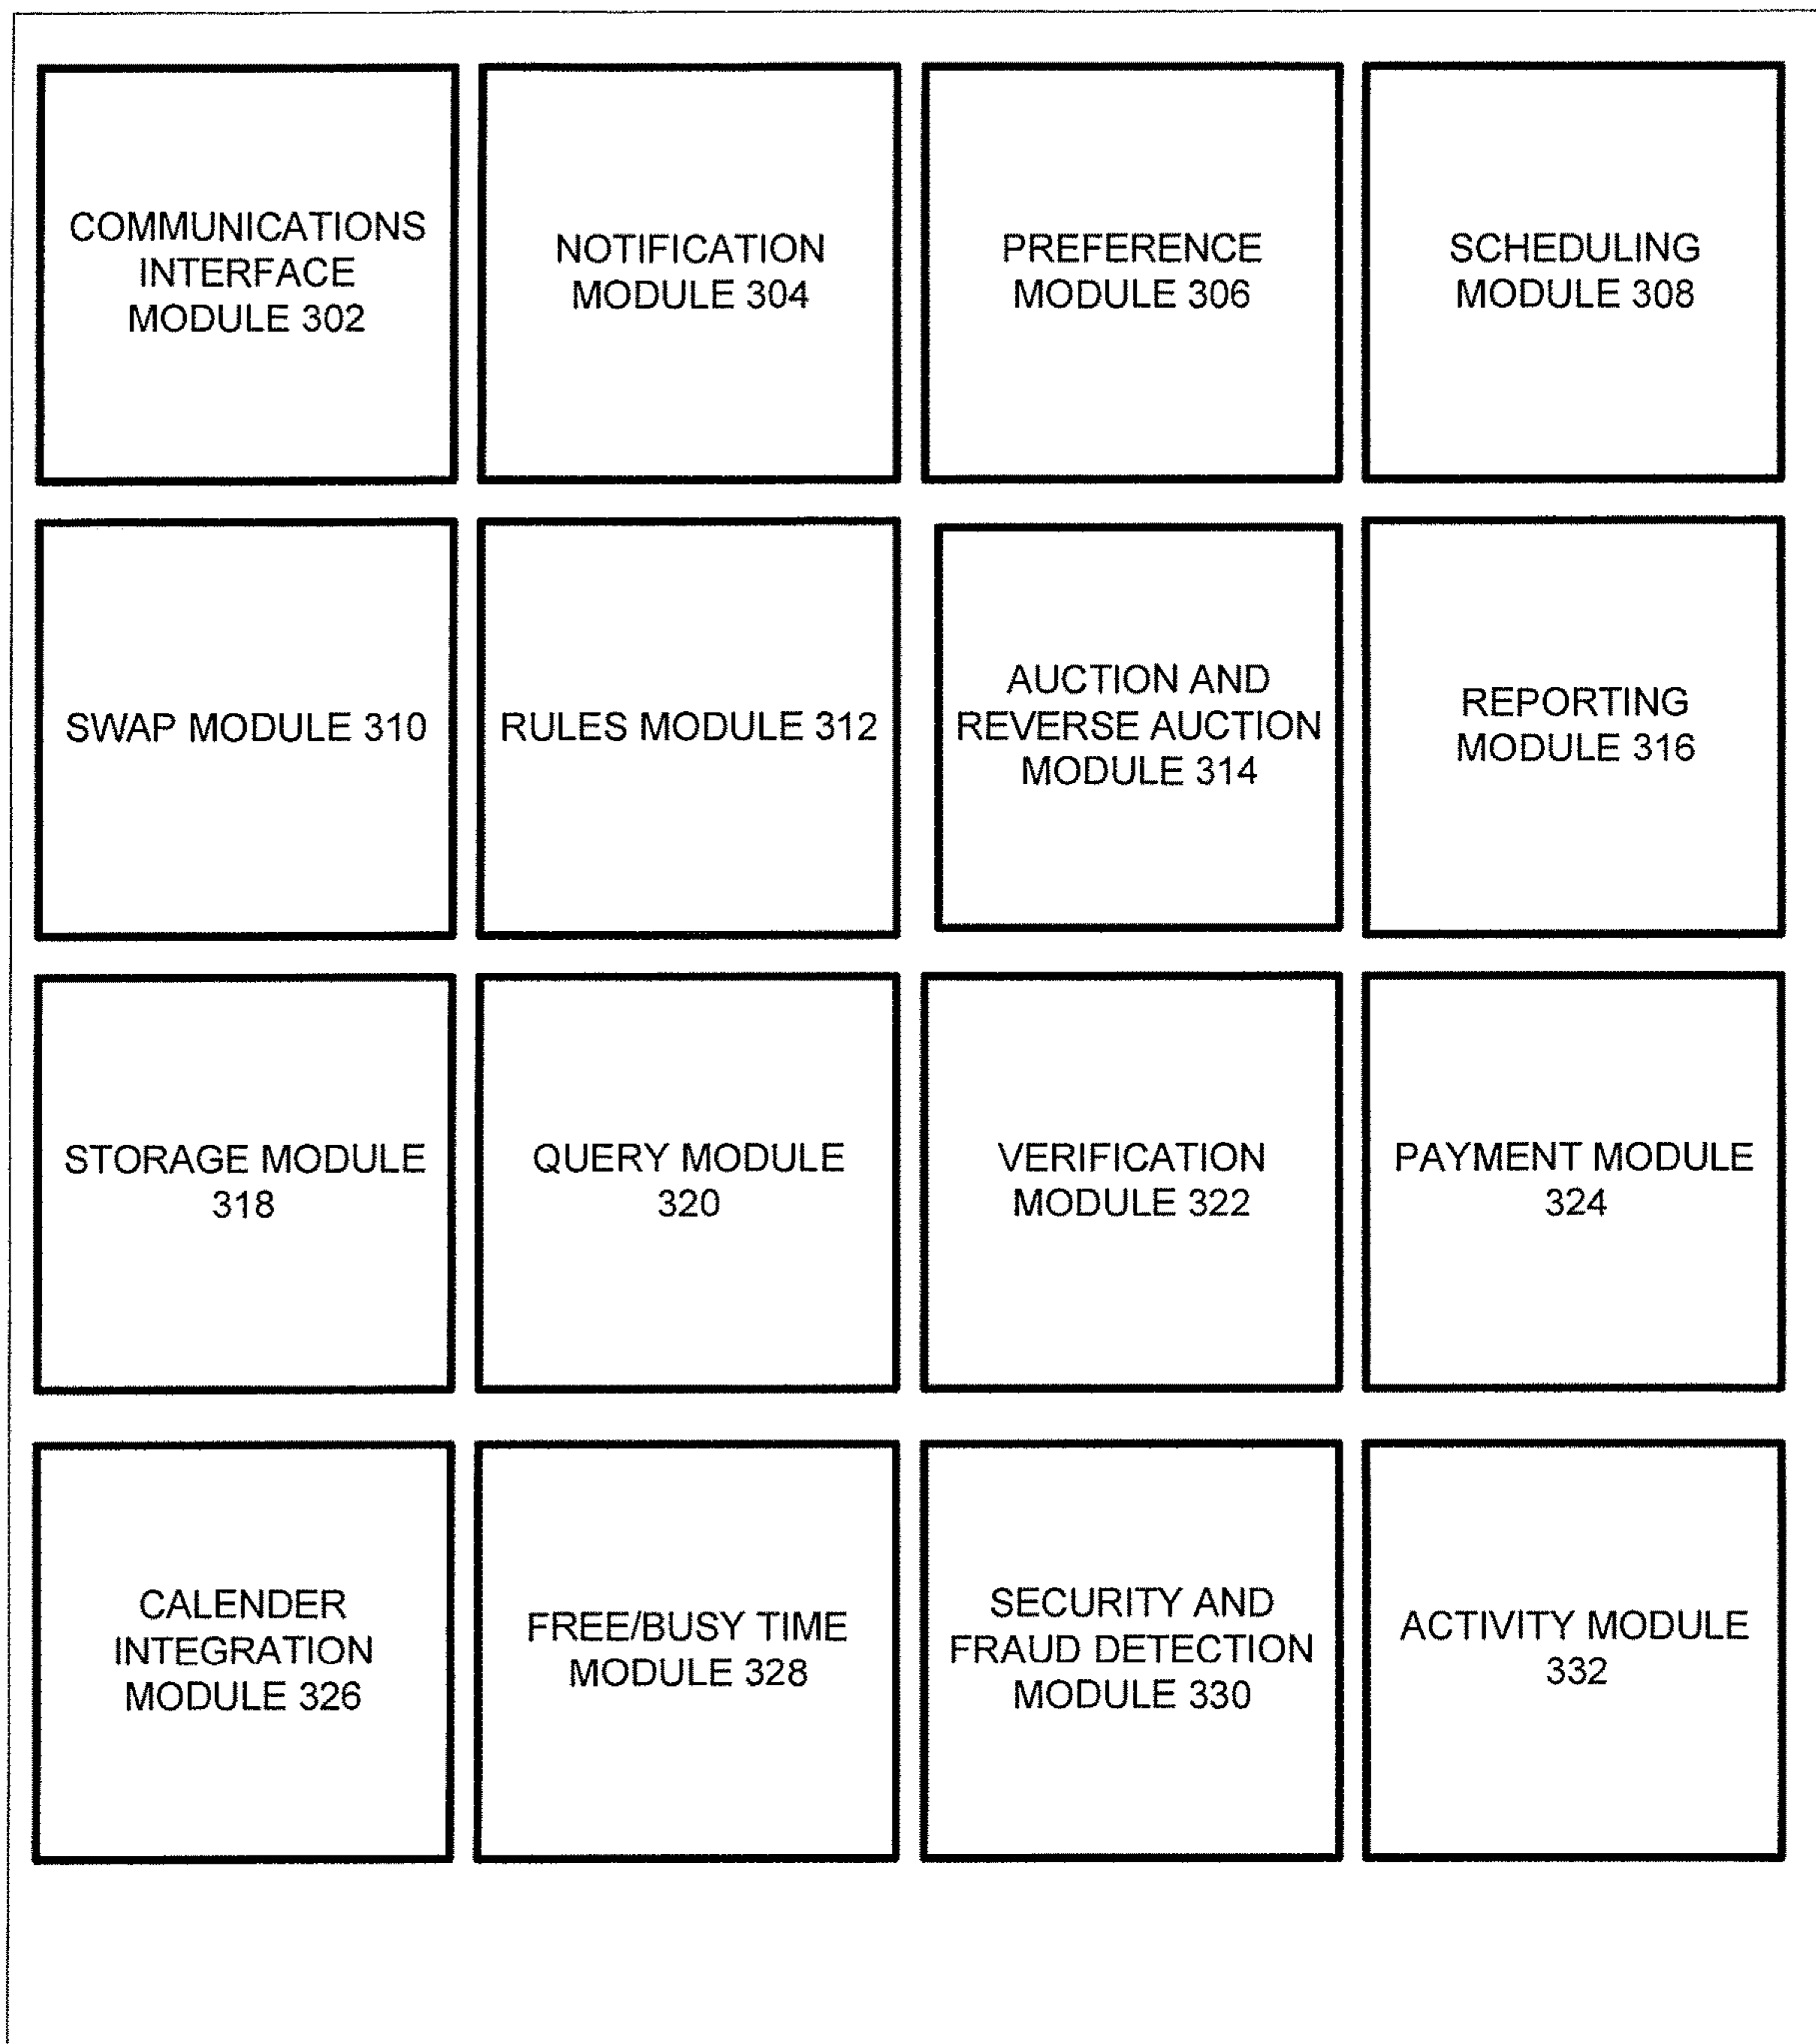 COMMUNICATIONS
INTERFACE
MODULE 302
NOTIFICATION
MODULE 304
PREFERENCE
MODULE 306
SCHEDULING
MODULE 308
SWAP MODULE 310
RULES MODULE 312
AUCTION AND
REVERSE AUCTION
MODULE 314
REPORTING
MODULE 316
STORAGE MODULE
318
QUERY MODULE
320
VERIFICATION
MODULE 322
PAYMENT MODULE
324
CALENDER
INTEGRATION
MODULE 326
FREE/BUSY TIME
MODULE 328
SECURITY AND
FRAUD DETECTION
MODULE 330
ACTIVITY MODULE
332